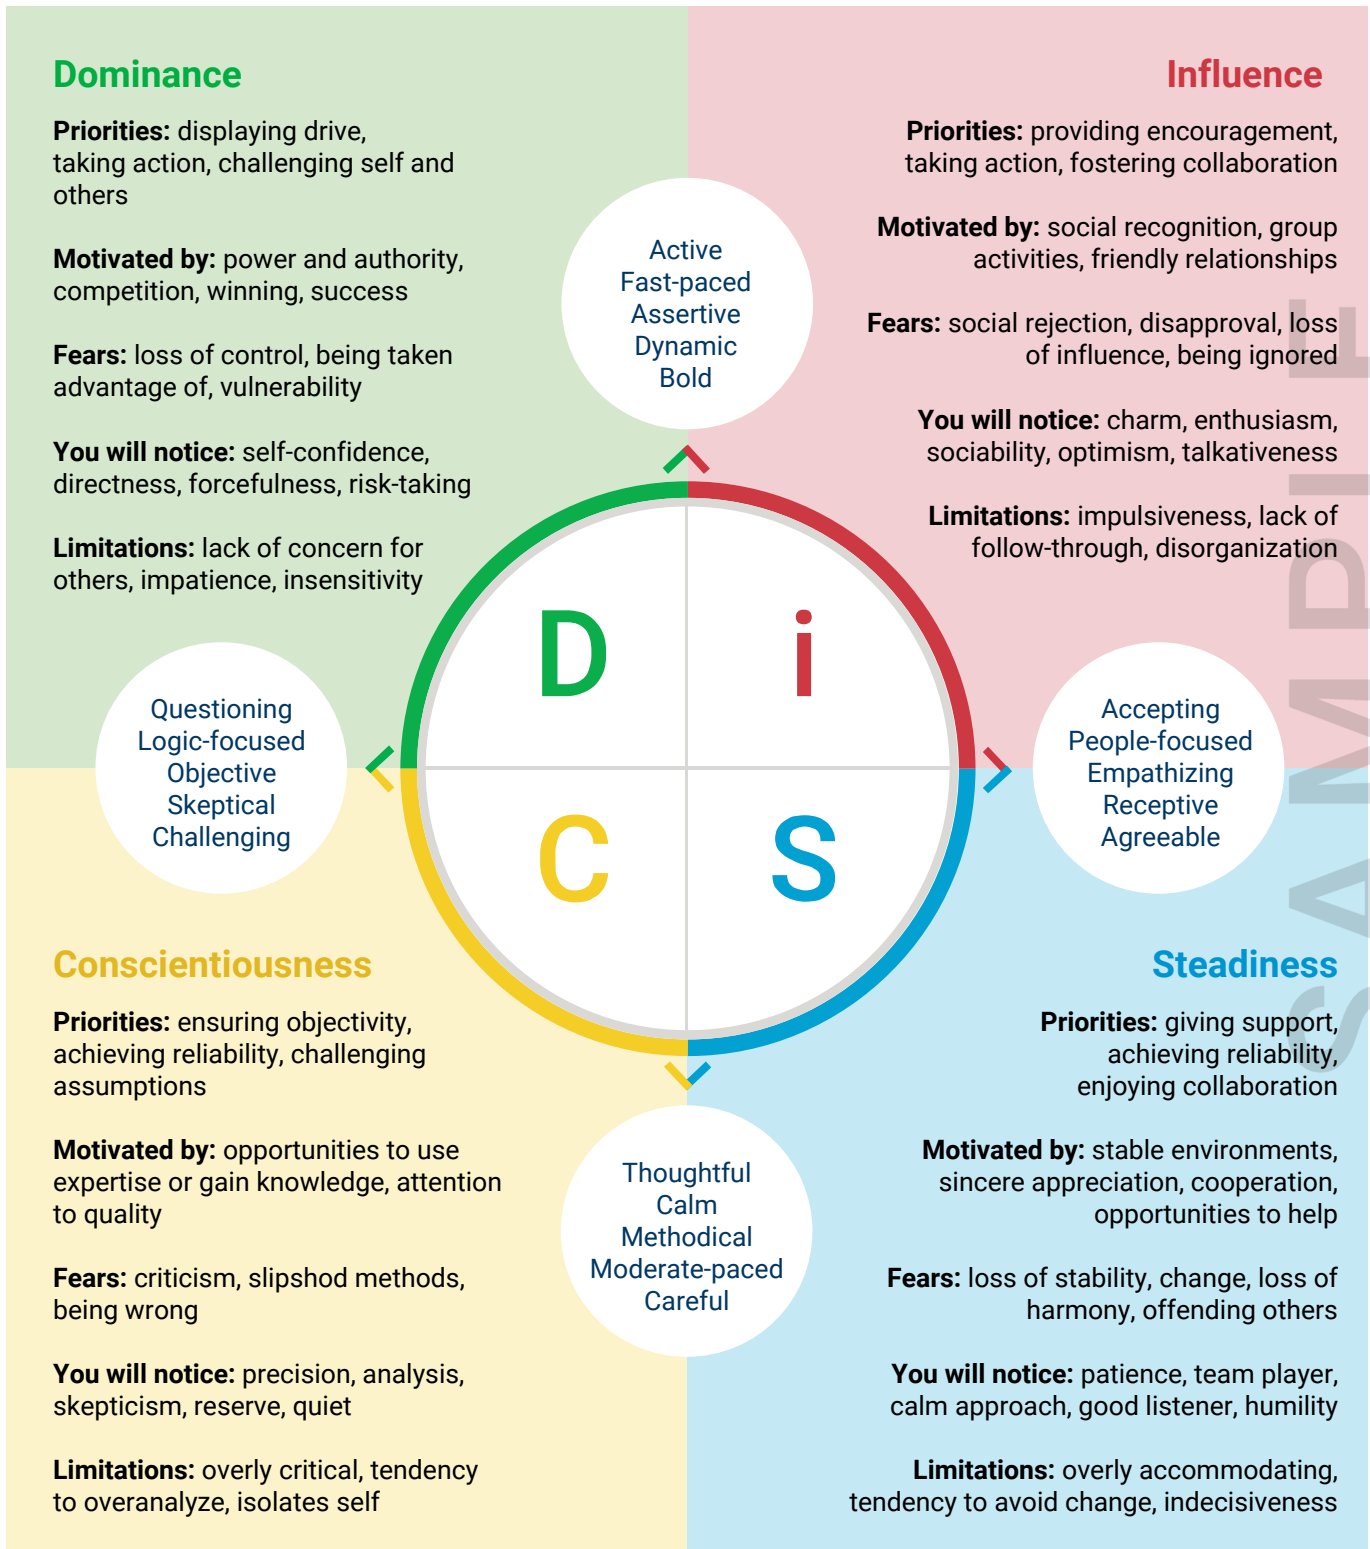 Dominance
Priorities: displaying drive,
taking action, challenging self and
others
Motivated by: power and authority,
competition, winning, success
Fears: loss of control, being taken
advantage of, vulnerability
You will notice: self-confidence,
directness, forcefulness, risk-taking
Limitations: lack of concern for
others, impatience, insensitivity
Active
Fast-paced
Assertive
Dynamic
Bold
Influence
Priorities: providing encouragement,
taking action, fostering collaboration
Motivated by: social recognition, group
activities, friendly relationships
Fears: social rejection, disapproval, loss
of influence, being ignored
You will notice: charm, enthusiasm,
sociability, optimism, talkativeness
Limitations: impulsiveness, lack of
follow-through, disorganization
D i
Questioning
Logic-focused
Objective
Skeptical
Challenging
Accepting
People-focused
Empathizing
Receptive
Agreeable
C S
Conscientiousness
Priorities: ensuring objectivity,
achieving reliability, challenging
assumptions
Motivated by: opportunities to use
expertise or gain knowledge, attention
to quality
Fears: criticism, slipshod methods,
being wrong
You will notice: precision, analysis,
skepticism, reserve, quiet
Limitations: overly critical, tendency
to overanalyze, isolates self
Thoughtful
Calm
Methodical
Moderate-paced
Careful
Steadiness
Priorities: giving support,
achieving reliability,
enjoying collaboration
Motivated by: stable environments,
sincere appreciation, cooperation,
opportunities to help
Fears: loss of stability, change, loss of
harmony, offending others
You will notice: patience, team player,
calm approach, good listener, humility
Limitations: overly accommodating,
tendency to avoid change, indecisiveness
SAMPLE